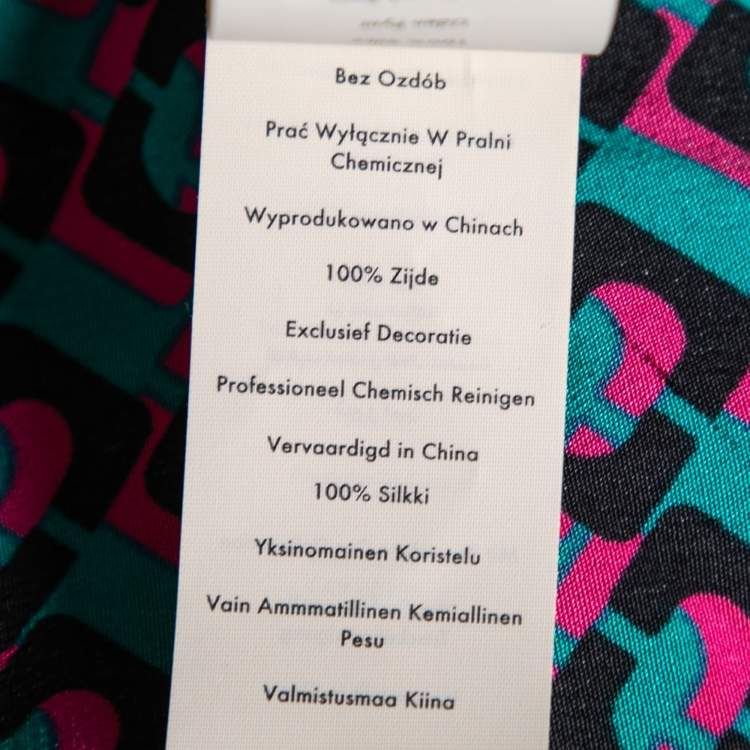 Bez Ozdób
Prać Wyłącznie W Pralni
Chemicznej
Wyprodukowano w Chinach
100% Zijde
Exclusief Decoratie
Professioneel Chemisch Reinigen
Vervaardigd in China
100% Silkki
Yksinomainen Koristelu
Vain Ammmatillinen Kemiallinen
Pesu
Valmistusmaa Kiina